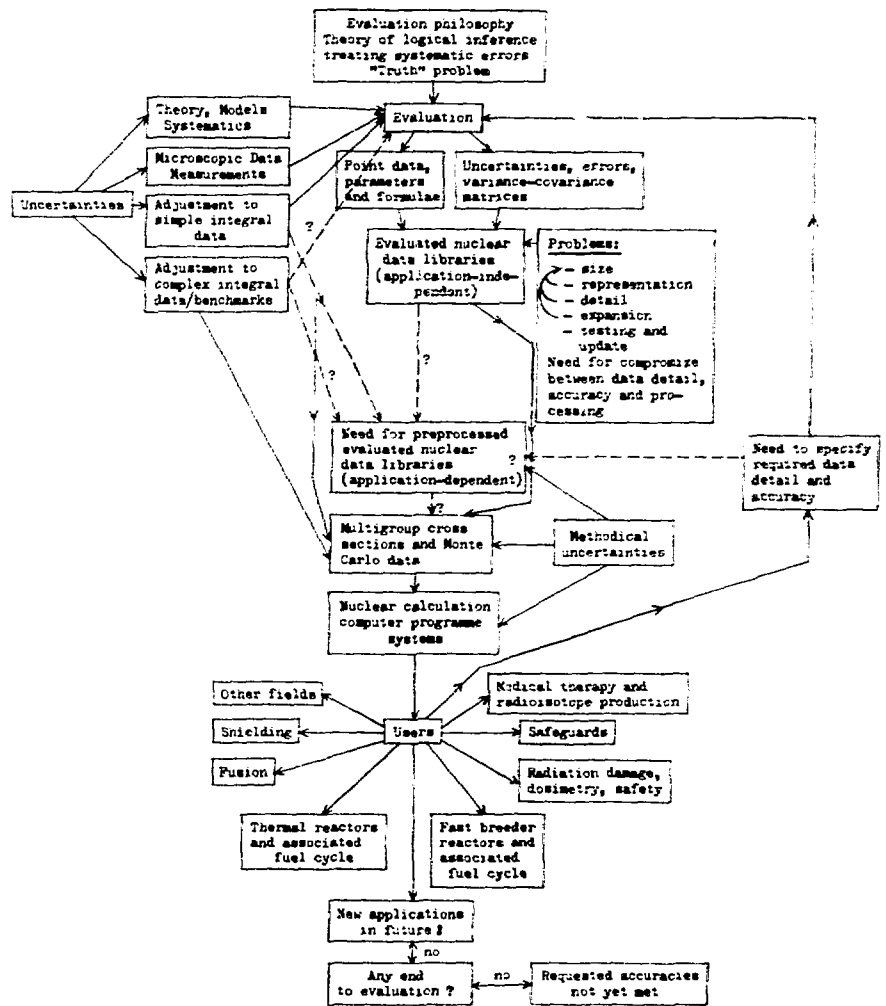 Evaluation philosophy
Theory of logical inference
treating systematic errors
"Truth" problem
Theory, Models
Systematics
Evaluation
Microscopic Data
Measurements
Point data,
parameters
and formulae
Uncertainties, errors,
variance-covariance
matrices
Uncertainties
Adjustment to
simple integral
data
?
Evaluated nuclear
data libraries
(application-inde-
pendent)
Problems:
- size
- representation
- detail
- expansion
- testing and
update
Need for compromize
between data detail,
accuracy and pro-
cessing
Adjustment to
complex integral
data/benchmarks
?
?
Need for preprocessed
evaluated nuclear
data libraries
(application-dependent)
?
Need to specify
required data
detail and
accuracy
?
Multigroup cross
sections and Monte
Carlo data
Methodical
uncertainties
Nuclear calculation
computer programme
systems
Other fields
Medical therapy and
radioisotope production
Shielding
Users
Safeguards
Fusion
Radiation damage,
dosimetry, safety
Thermal reactors
and associated
fuel cycle
Fast breeder
reactors and
associated
fuel cycle
New applications
in future?
no
Any end
to evaluation ?
no
Requested accuracies
not yet met